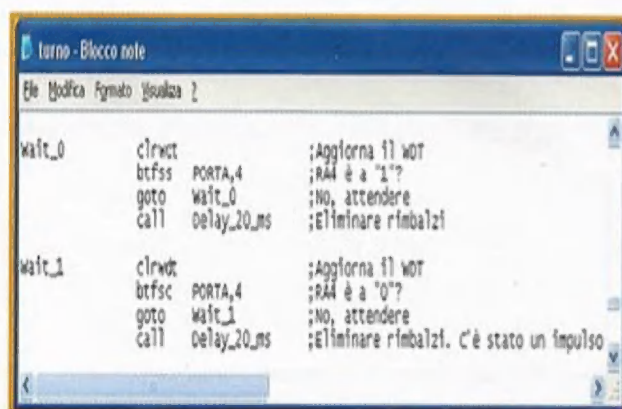 turno - Blocco note
File Modifica Formato Visualizza ?
Wait_0 clrwdt ;Aggiorna il WDT
btfss PORTA,4 ;RA4 è a "1"?
goto Wait_0 ;No, attendere
call Delay_20_ms ;Eliminare rimbalzi
Wait_1 clrwdt ;Aggiorna il WDT
btfsc PORTA,4 ;RA4 è a "0"?
goto Wait_1 ;No, attendere
call Delay_20_ms ;Eliminare rimbalzi. C'è stato un impulso